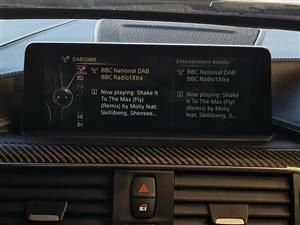 DAB/DMB
BBC National DAB
BBC Radio1Xtra
Now playing: Shake It
To The Max (Fly)
(Remix) by Moliy feat.
Skillibeng, Shensee...
Entertainment details
BBC National DAB
BBC Radio1Xtra
Now playing: Shake It
To The Max (Fly)
(Remix) by Moliy feat.
Skillibeng, S...